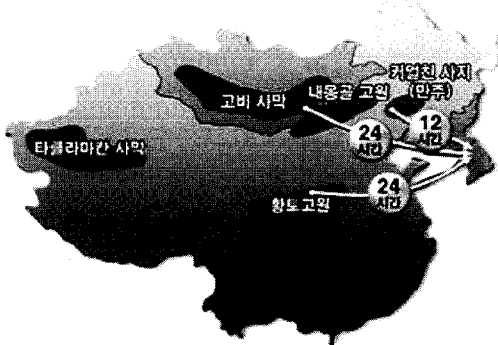 커얼친 사지
(만주)
내몽골 고원
고비 사막
12
시간
24
시간
타클라마칸 사막
24
시간
황토고원